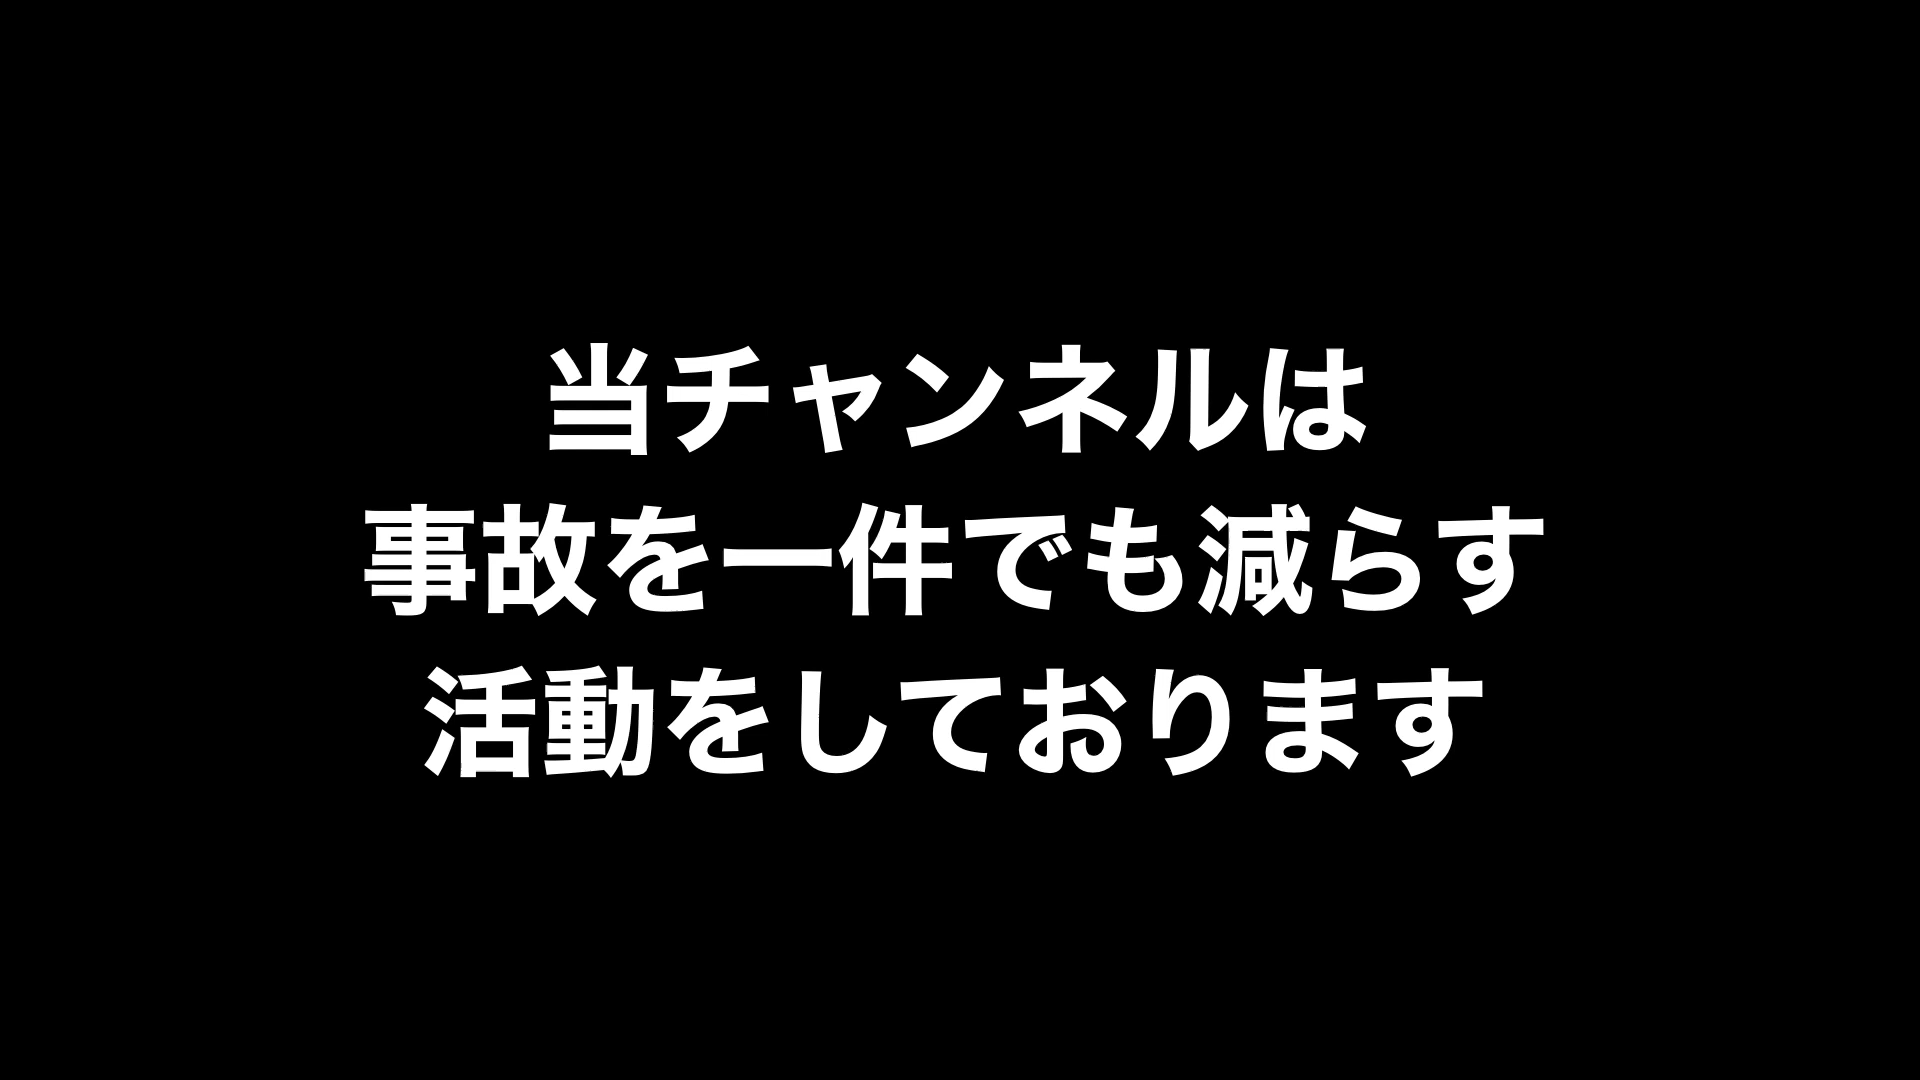 当チャンネルは
事故を一件でも減らす
活動をしております